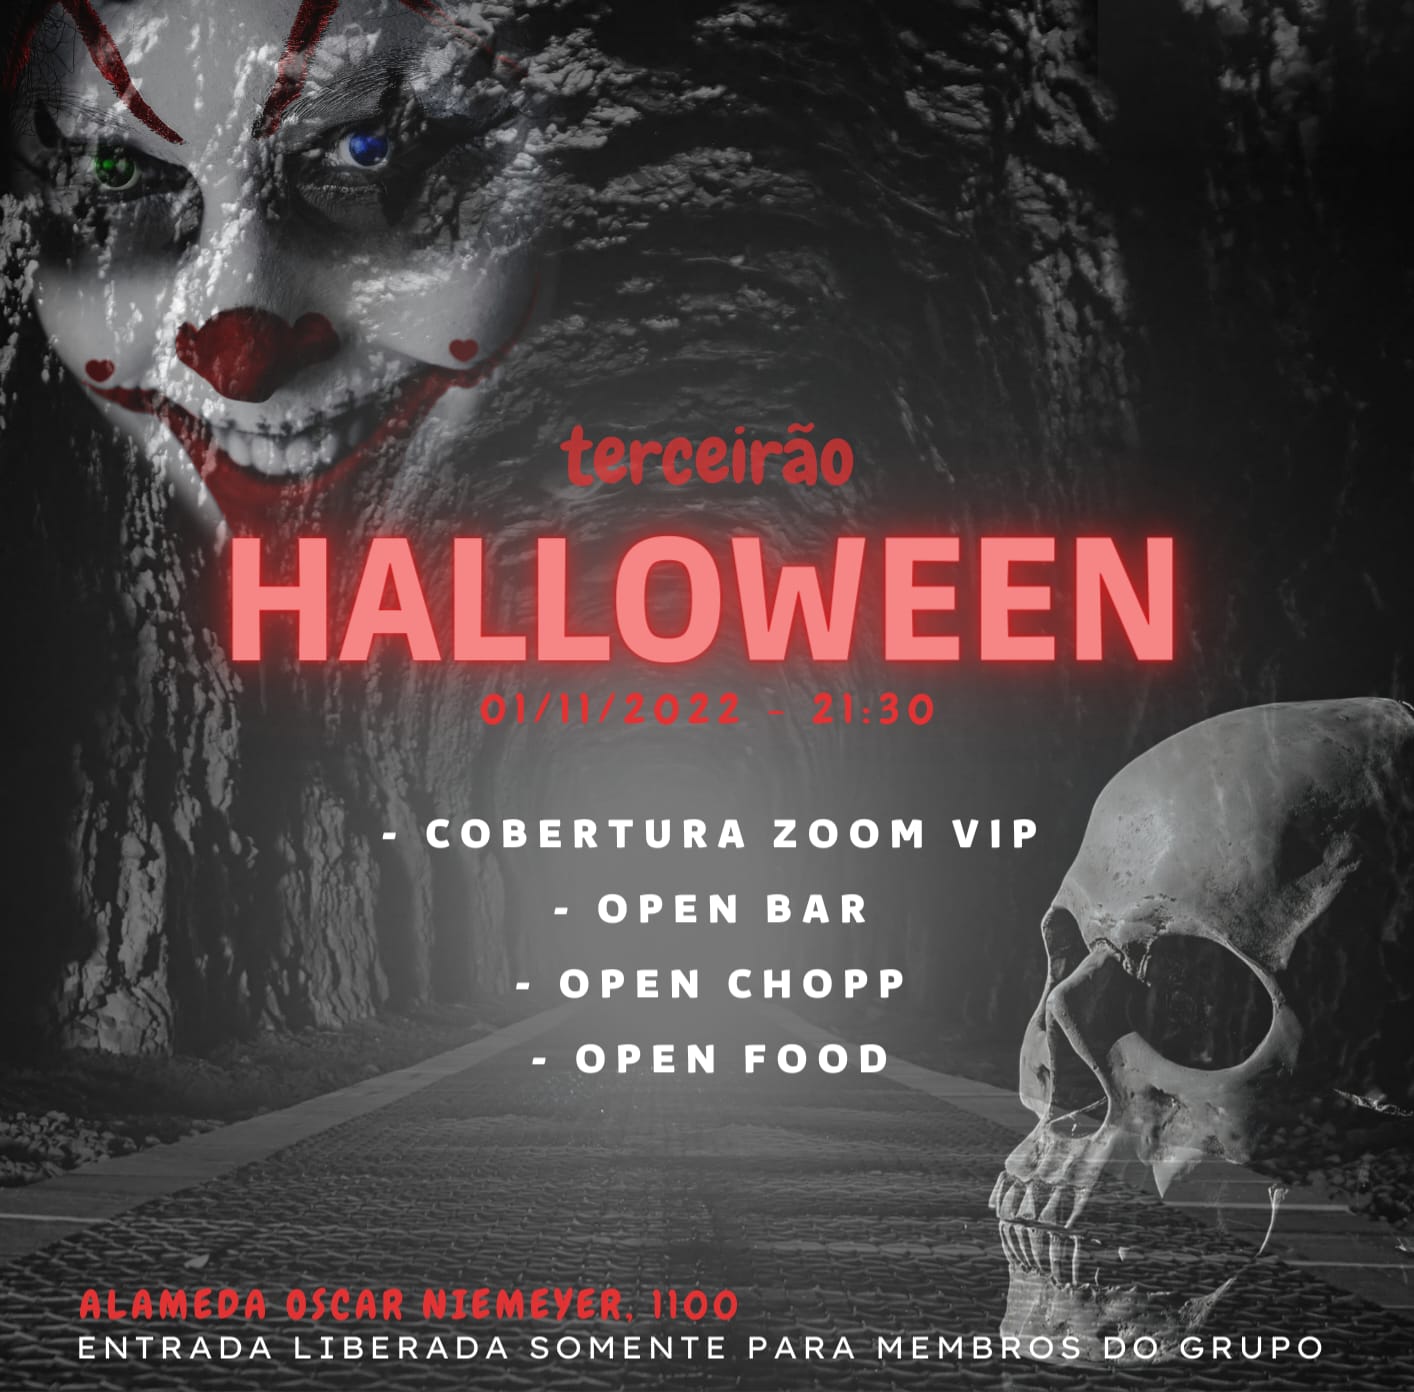 terceirão
HALLOWEEN
01/11/2022 - 21:30
- COBERTURA ZOOM VIP
- OPEN BAR
- OPEN CHOPP
- OPEN FOOD
ALAMEDA OSCAR NIEMEYER, 1100
ENTRADA LIBERADA SOMENTE PARA MEMBROS DO GRUPO